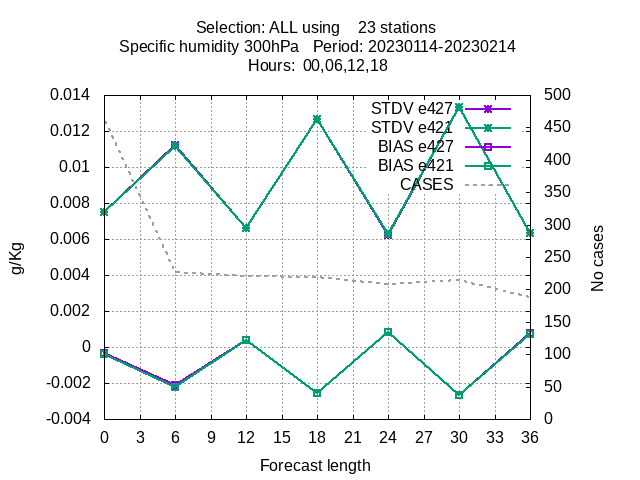 Selection: ALL using    23 stations
Specific humidity 300hPa   Period: 20230114-20230214
Hours:  00,06,12,18
STDV e427
STDV e421
BIAS e427
BIAS e421
CASES
g/Kg
0.014
0.012
0.01
0.008
0.006
0.004
0.002
0
-0.002
-0.004
500
450
400
350
300
250
200
150
100
50
0
No cases
0 3 6 9 12 15 18 21 24 27 30 33 36
Forecast length